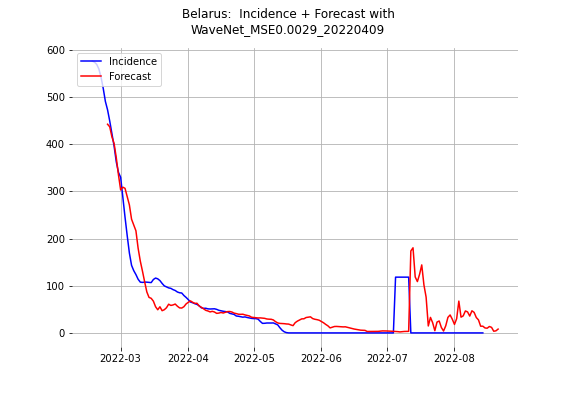 Belarus:  Incidence + Forecast with
WaveNet_MSE0.0029_20220409
Incidence
Forecast
600
500
400
300
200
100
0
2022-03 2022-04 2022-05 2022-06 2022-07 2022-08